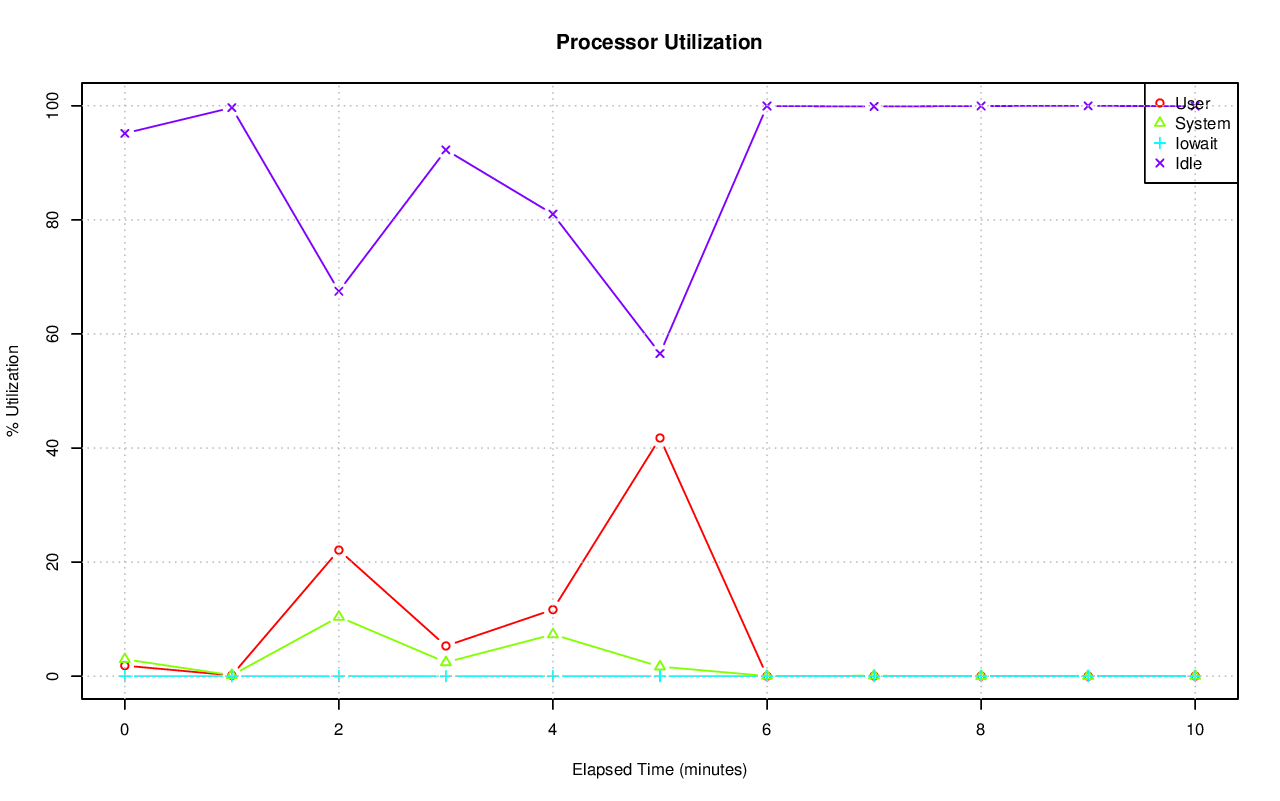 Processor Utilization
100
80
60
40
20
0
% Utilization
User
System
Iowait
Idle
0 2 4 6 8 10
Elapsed Time (minutes)